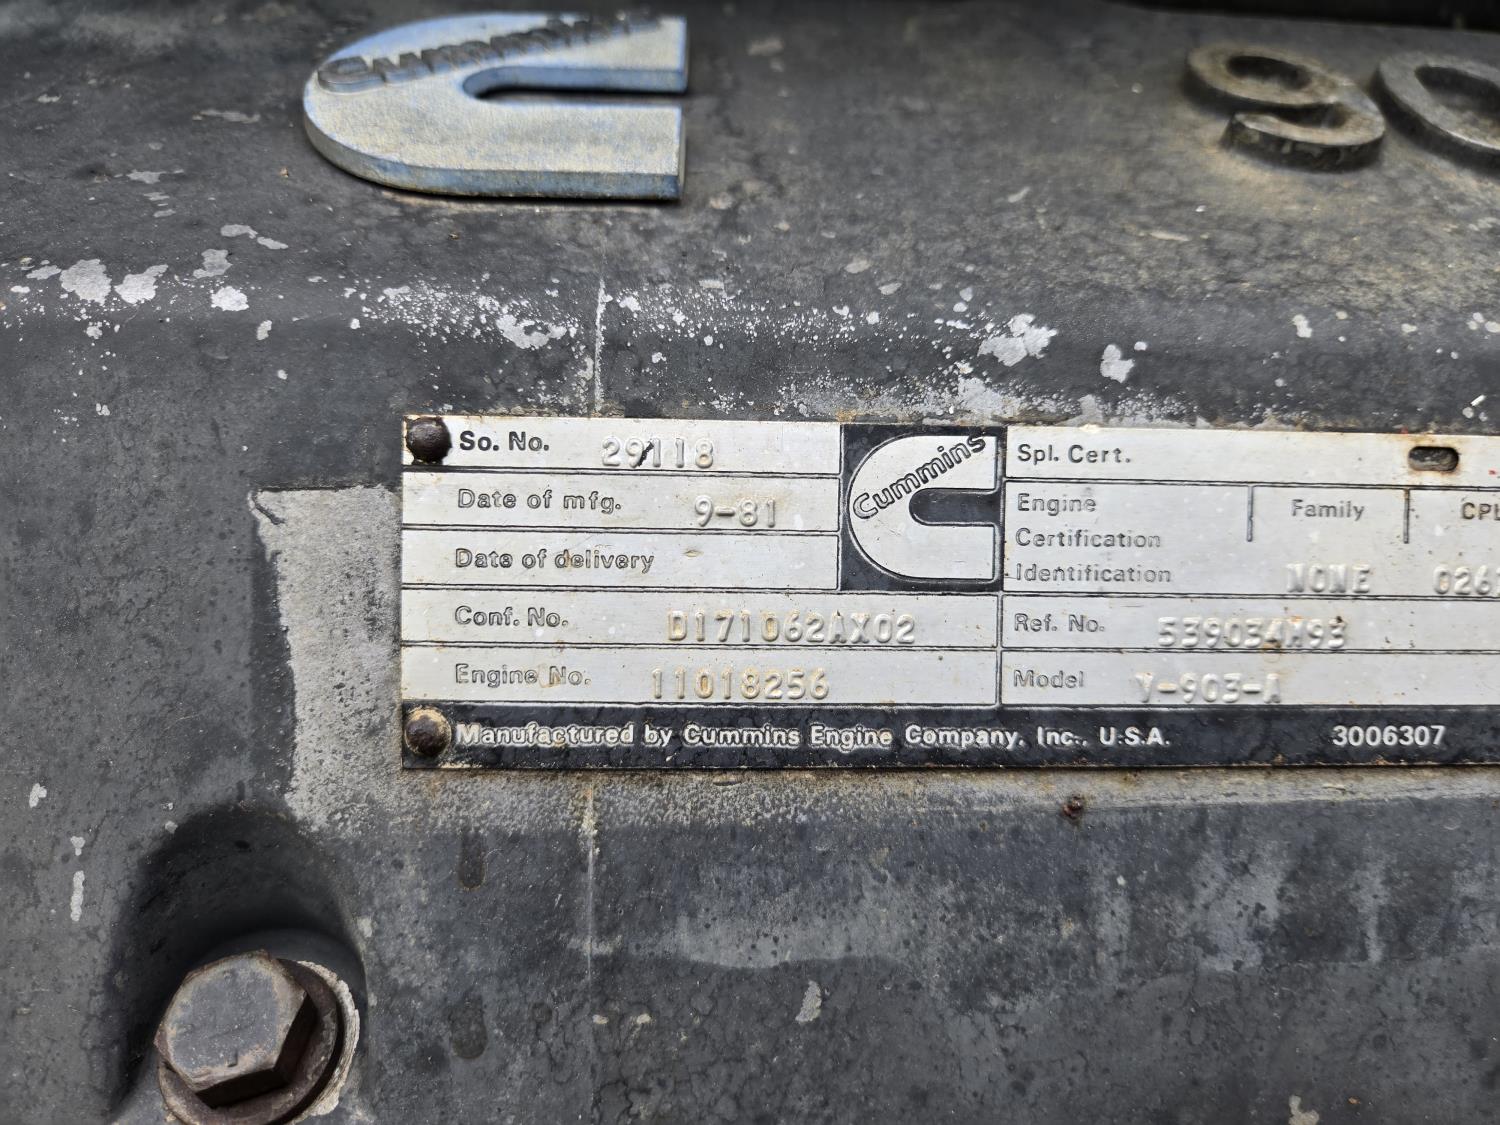 Cummins
90
So. No. 29118
Date of mfg. 9-81
Date of delivery
Conf. No. D171062AX02
Engine No. 11018256
Cummins
Spl. Cert.
Engine Certification Identification
Family NONE
CPL
Ref. No. 539034H93
Model V-903-A
Manufactured by Cummins Engine Company, Inc., U.S.A. 3006307